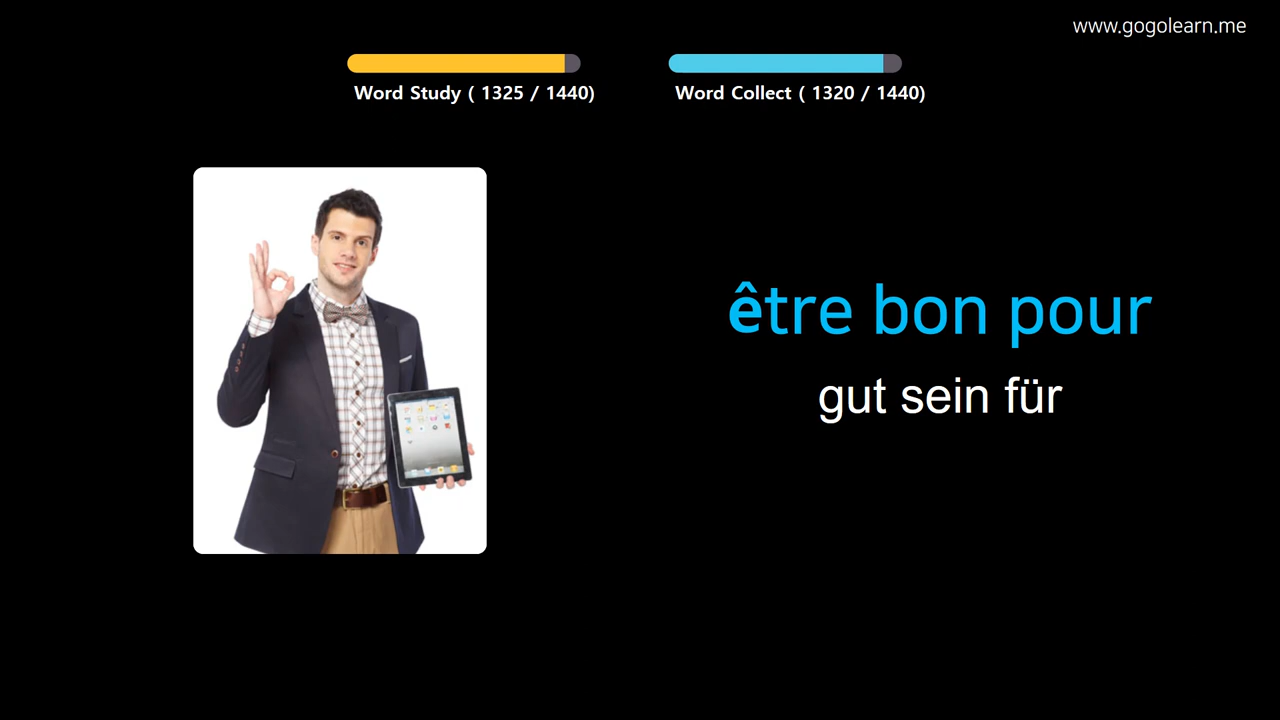 www.gogolearn.me
Word Study ( 1325 / 1440)
Word Collect ( 1320 / 1440)
être bon pour
gut sein für